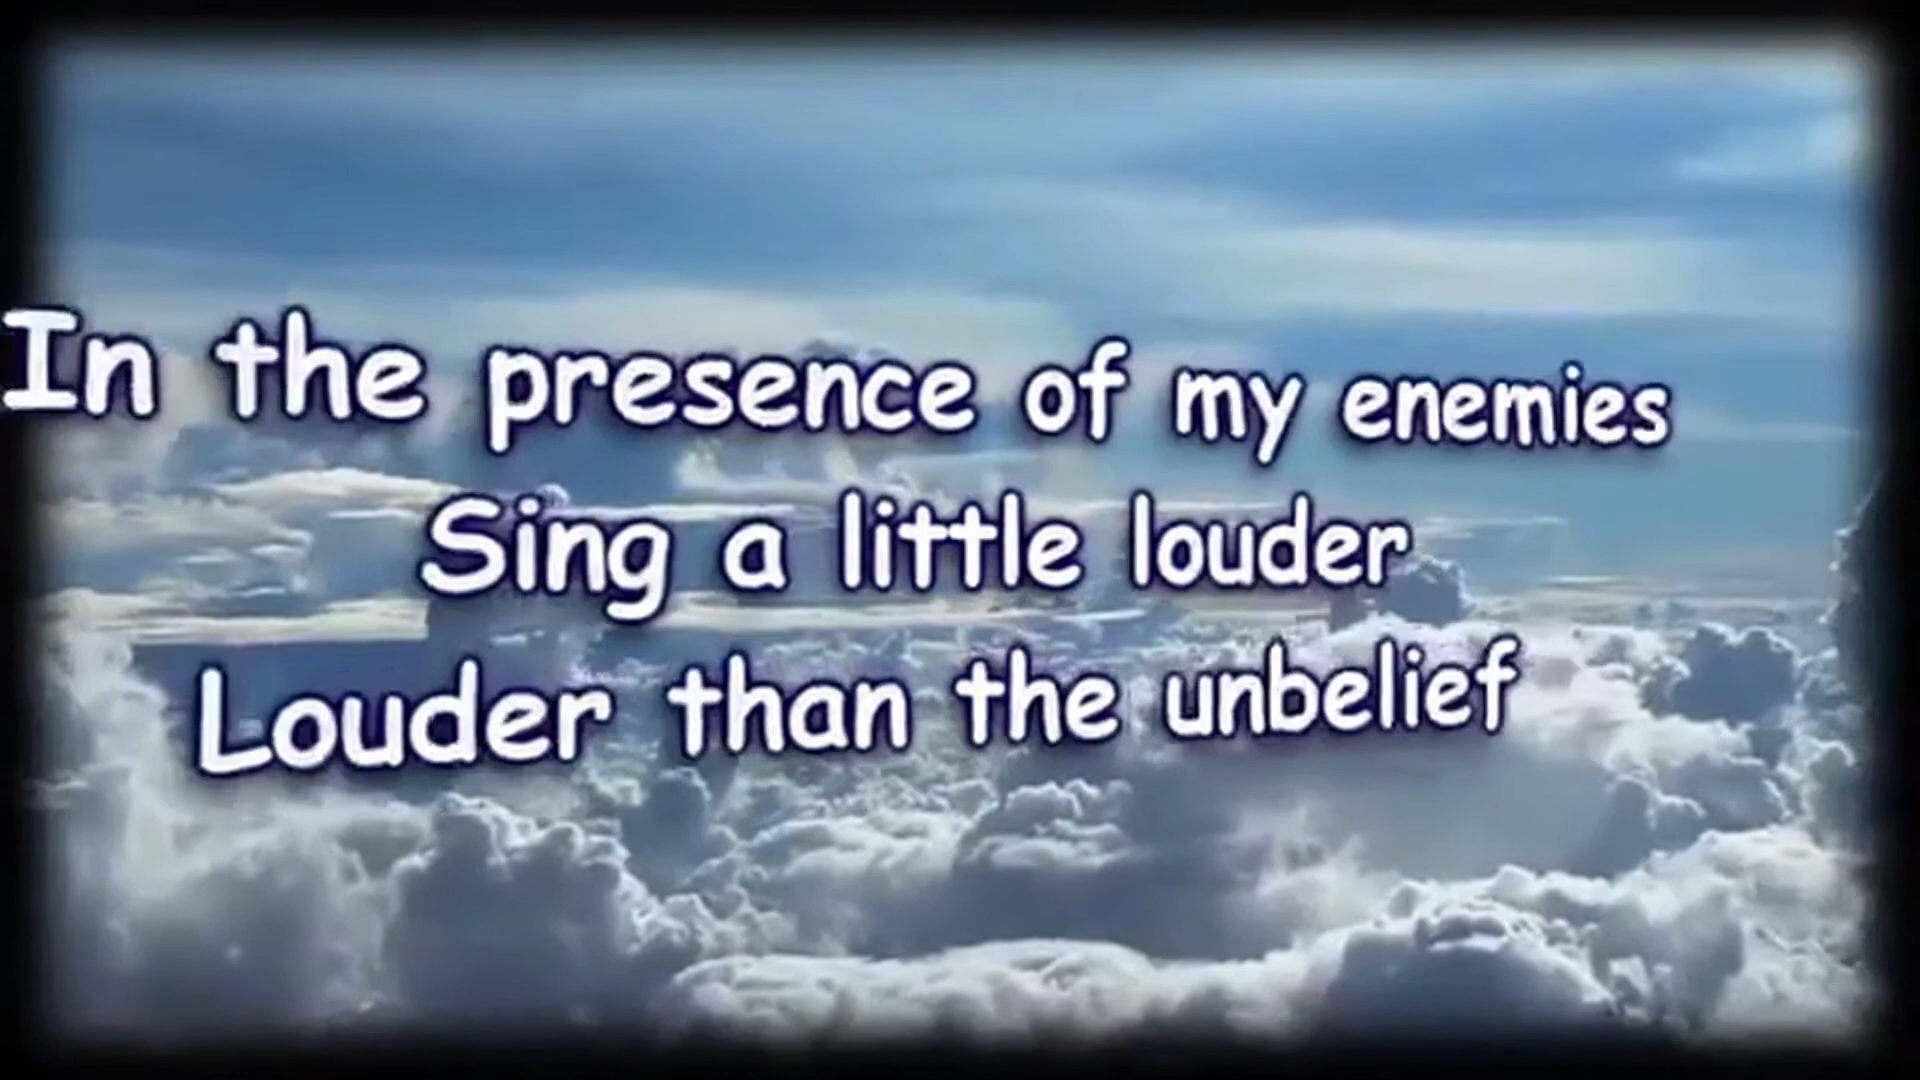 In the presence of my enemies
Sing a little louder
Louder than the unbelief